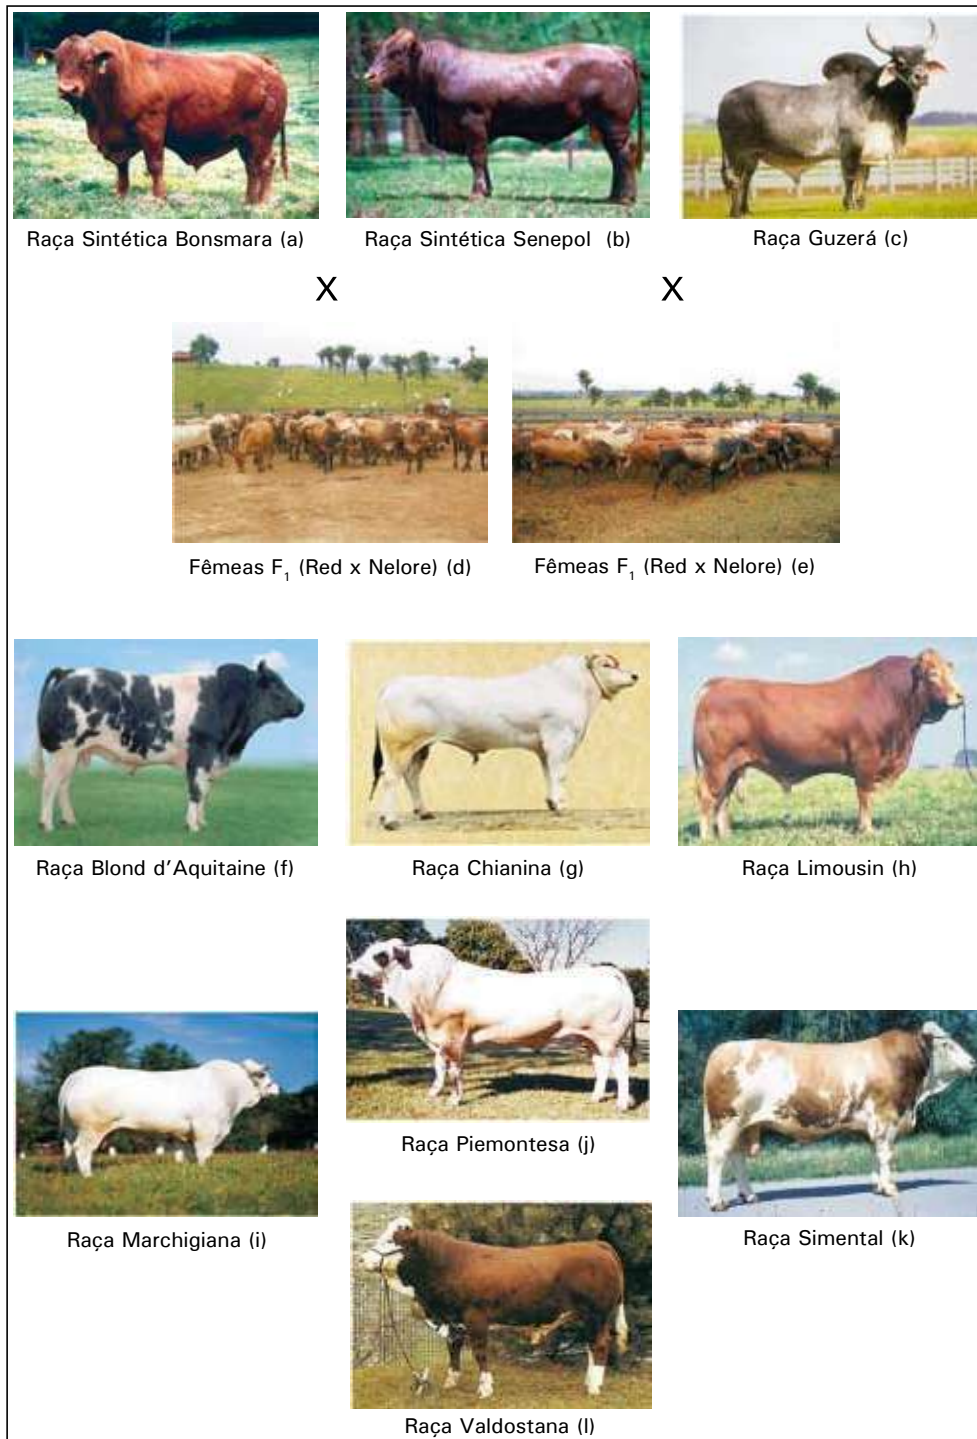 Raça Sintética Bonsmara (a)
Raça Sintética Senepol (b)
Raça Guzerá (c)
X
X
Fêmeas F₁ (Red x Nelore) (d)
Fêmeas F₁ (Red x Nelore) (e)
Raça Blond d’Aquitaine (f)
Raça Chianina (g)
Raça Limousin (h)
Raça Piemontesa (j)
Raça Marchigiana (i)
Raça Simental (k)
Raça Valdostana (l)